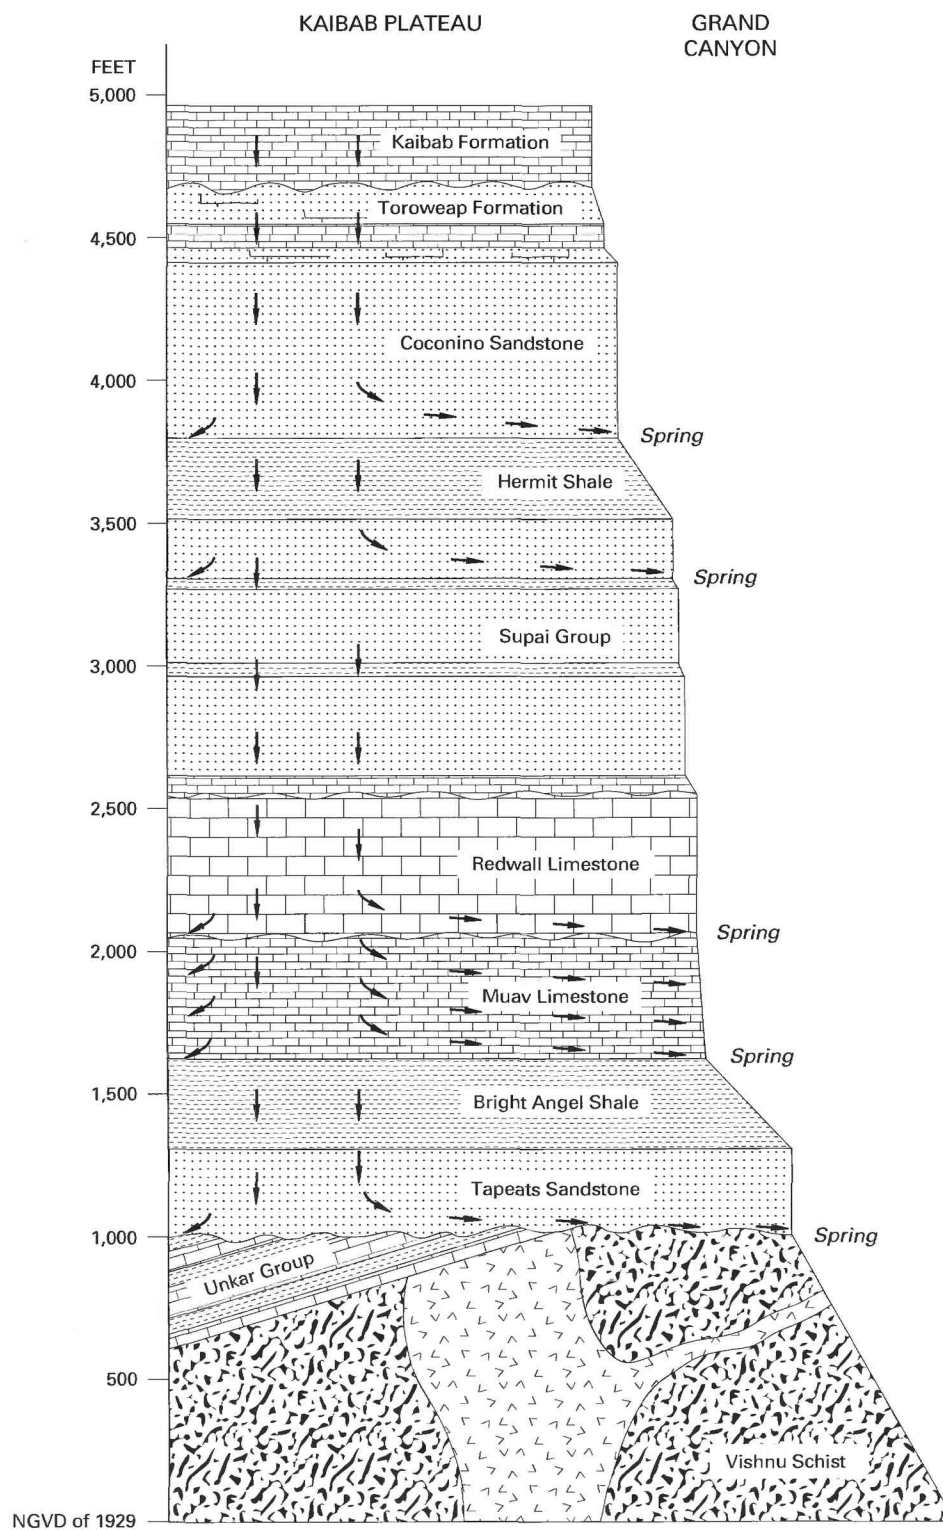 KAIBAB PLATEAU
GRAND
CANYON
FEET
5,000
Kaibab Formation
Toroweap Formation
4,500
Coconino Sandstone
4,000
Spring
Hermit Shale
3,500
Spring
Supai Group
3,000
2,500
Redwall Limestone
Spring
2,000
Muav Limestone
Spring
1,500
Bright Angel Shale
Tapeats Sandstone
1,000
Spring
Unkar Group
500
Vishnu Schist
NGVD of 1929